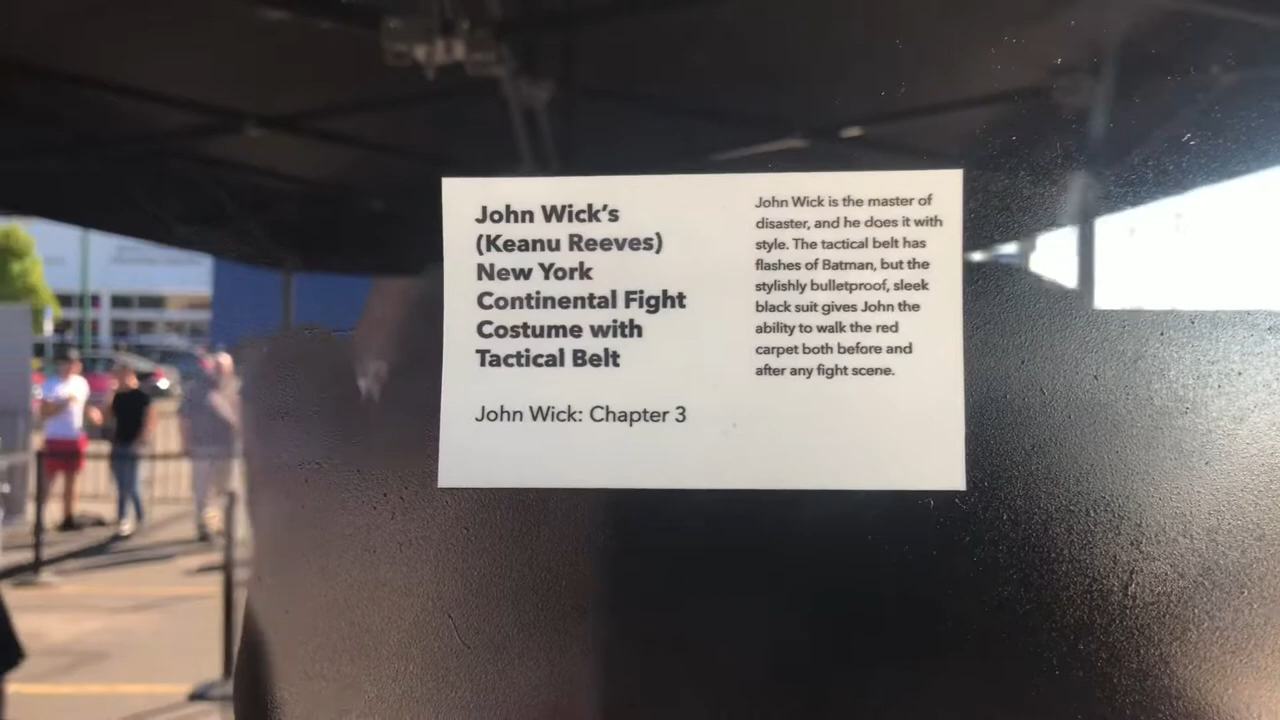 John Wick's
(Keanu Reeves)
New York
Continental Fight
Costume with
Tactical Belt
John Wick: Chapter 3
John Wick is the master of
disaster, and he does it with
style. The tactical belt has
flashes of Batman, but the
stylishly bulletproof, sleek
black suit gives John the
ability to walk the red
carpet both before and
after any fight scene.